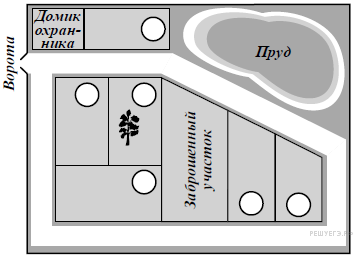 Домик
охран-
ника
Пруд
Ворота
Заброшенный
участок
РЕШУЕГЭ.РФ